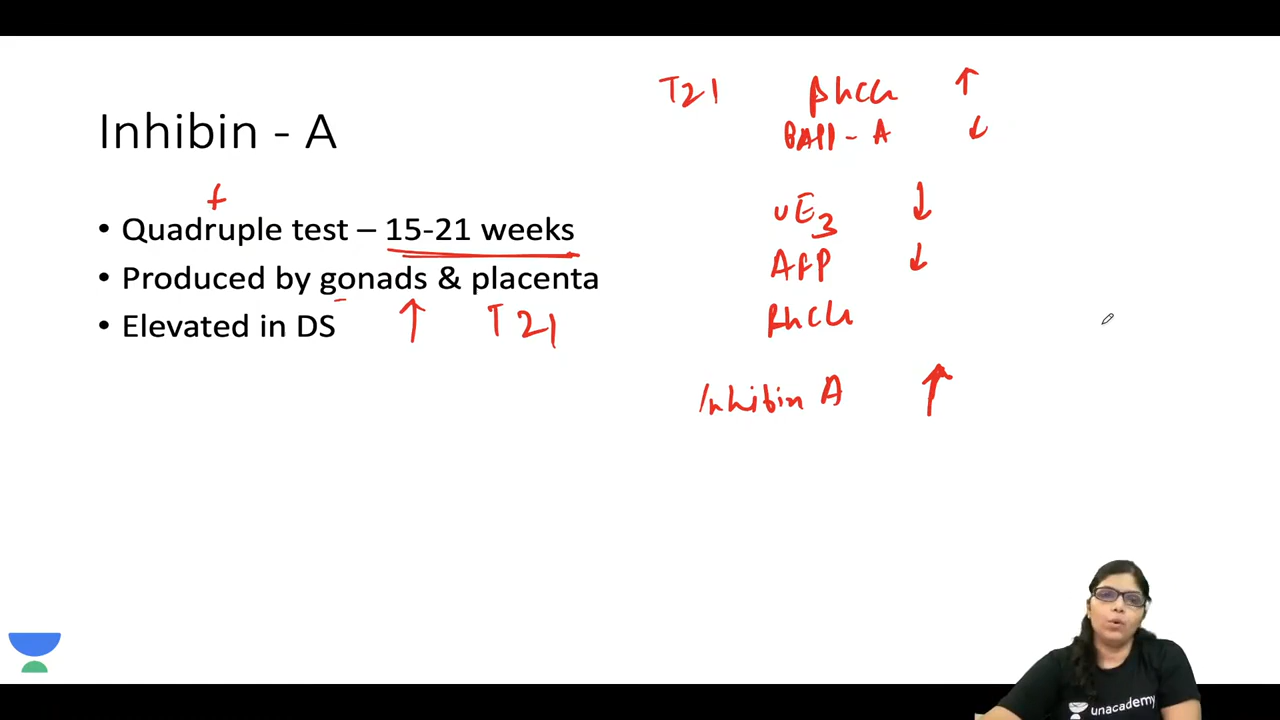 Inhibin - A
• Quadruple test – 15-21 weeks
• Produced by gonads & placenta
• Elevated in DS ↑ T 21
T21 βhCG ↑
PAPP - A ↓
uE3 ↓
AFP ↓
βhCG
Inhibin A ↑
unacademy